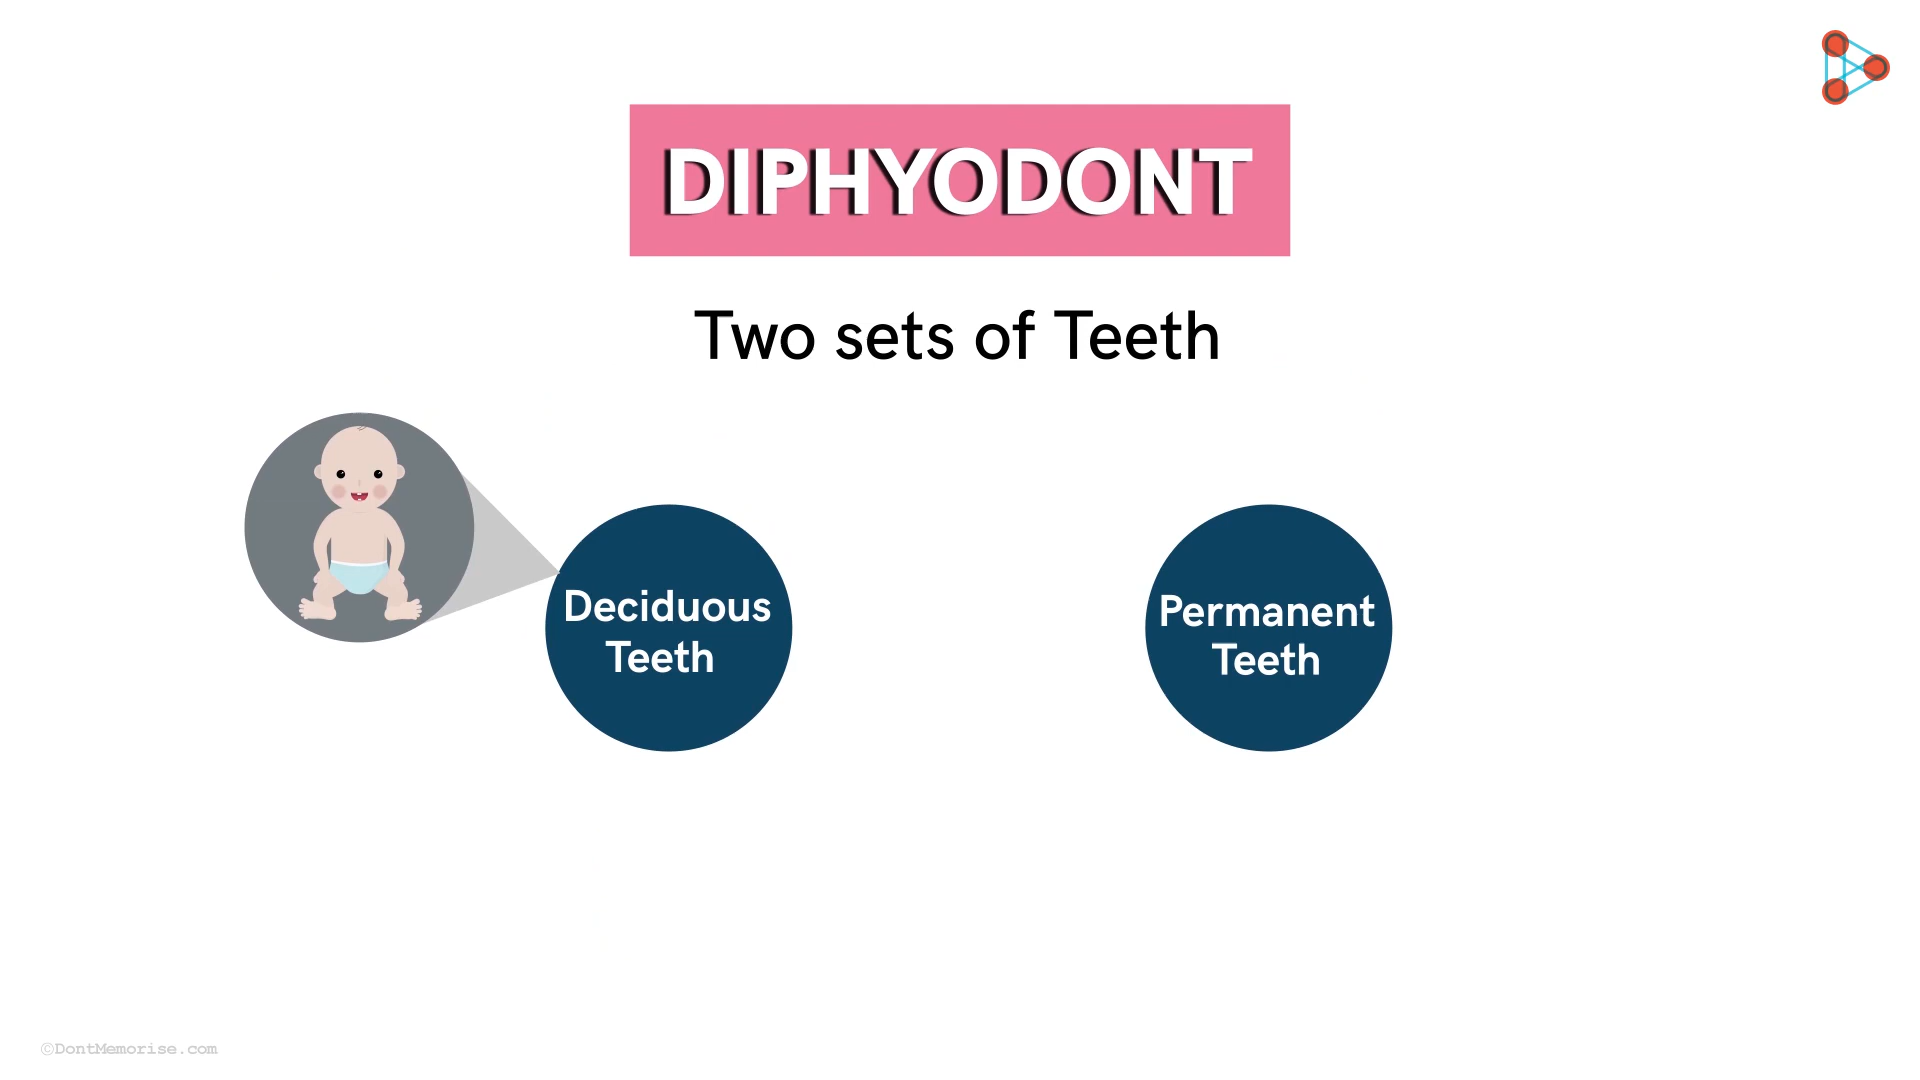 DIPHYODONT
Two sets of Teeth
Deciduous
Teeth
Permanent
Teeth
©DontMemorise.com